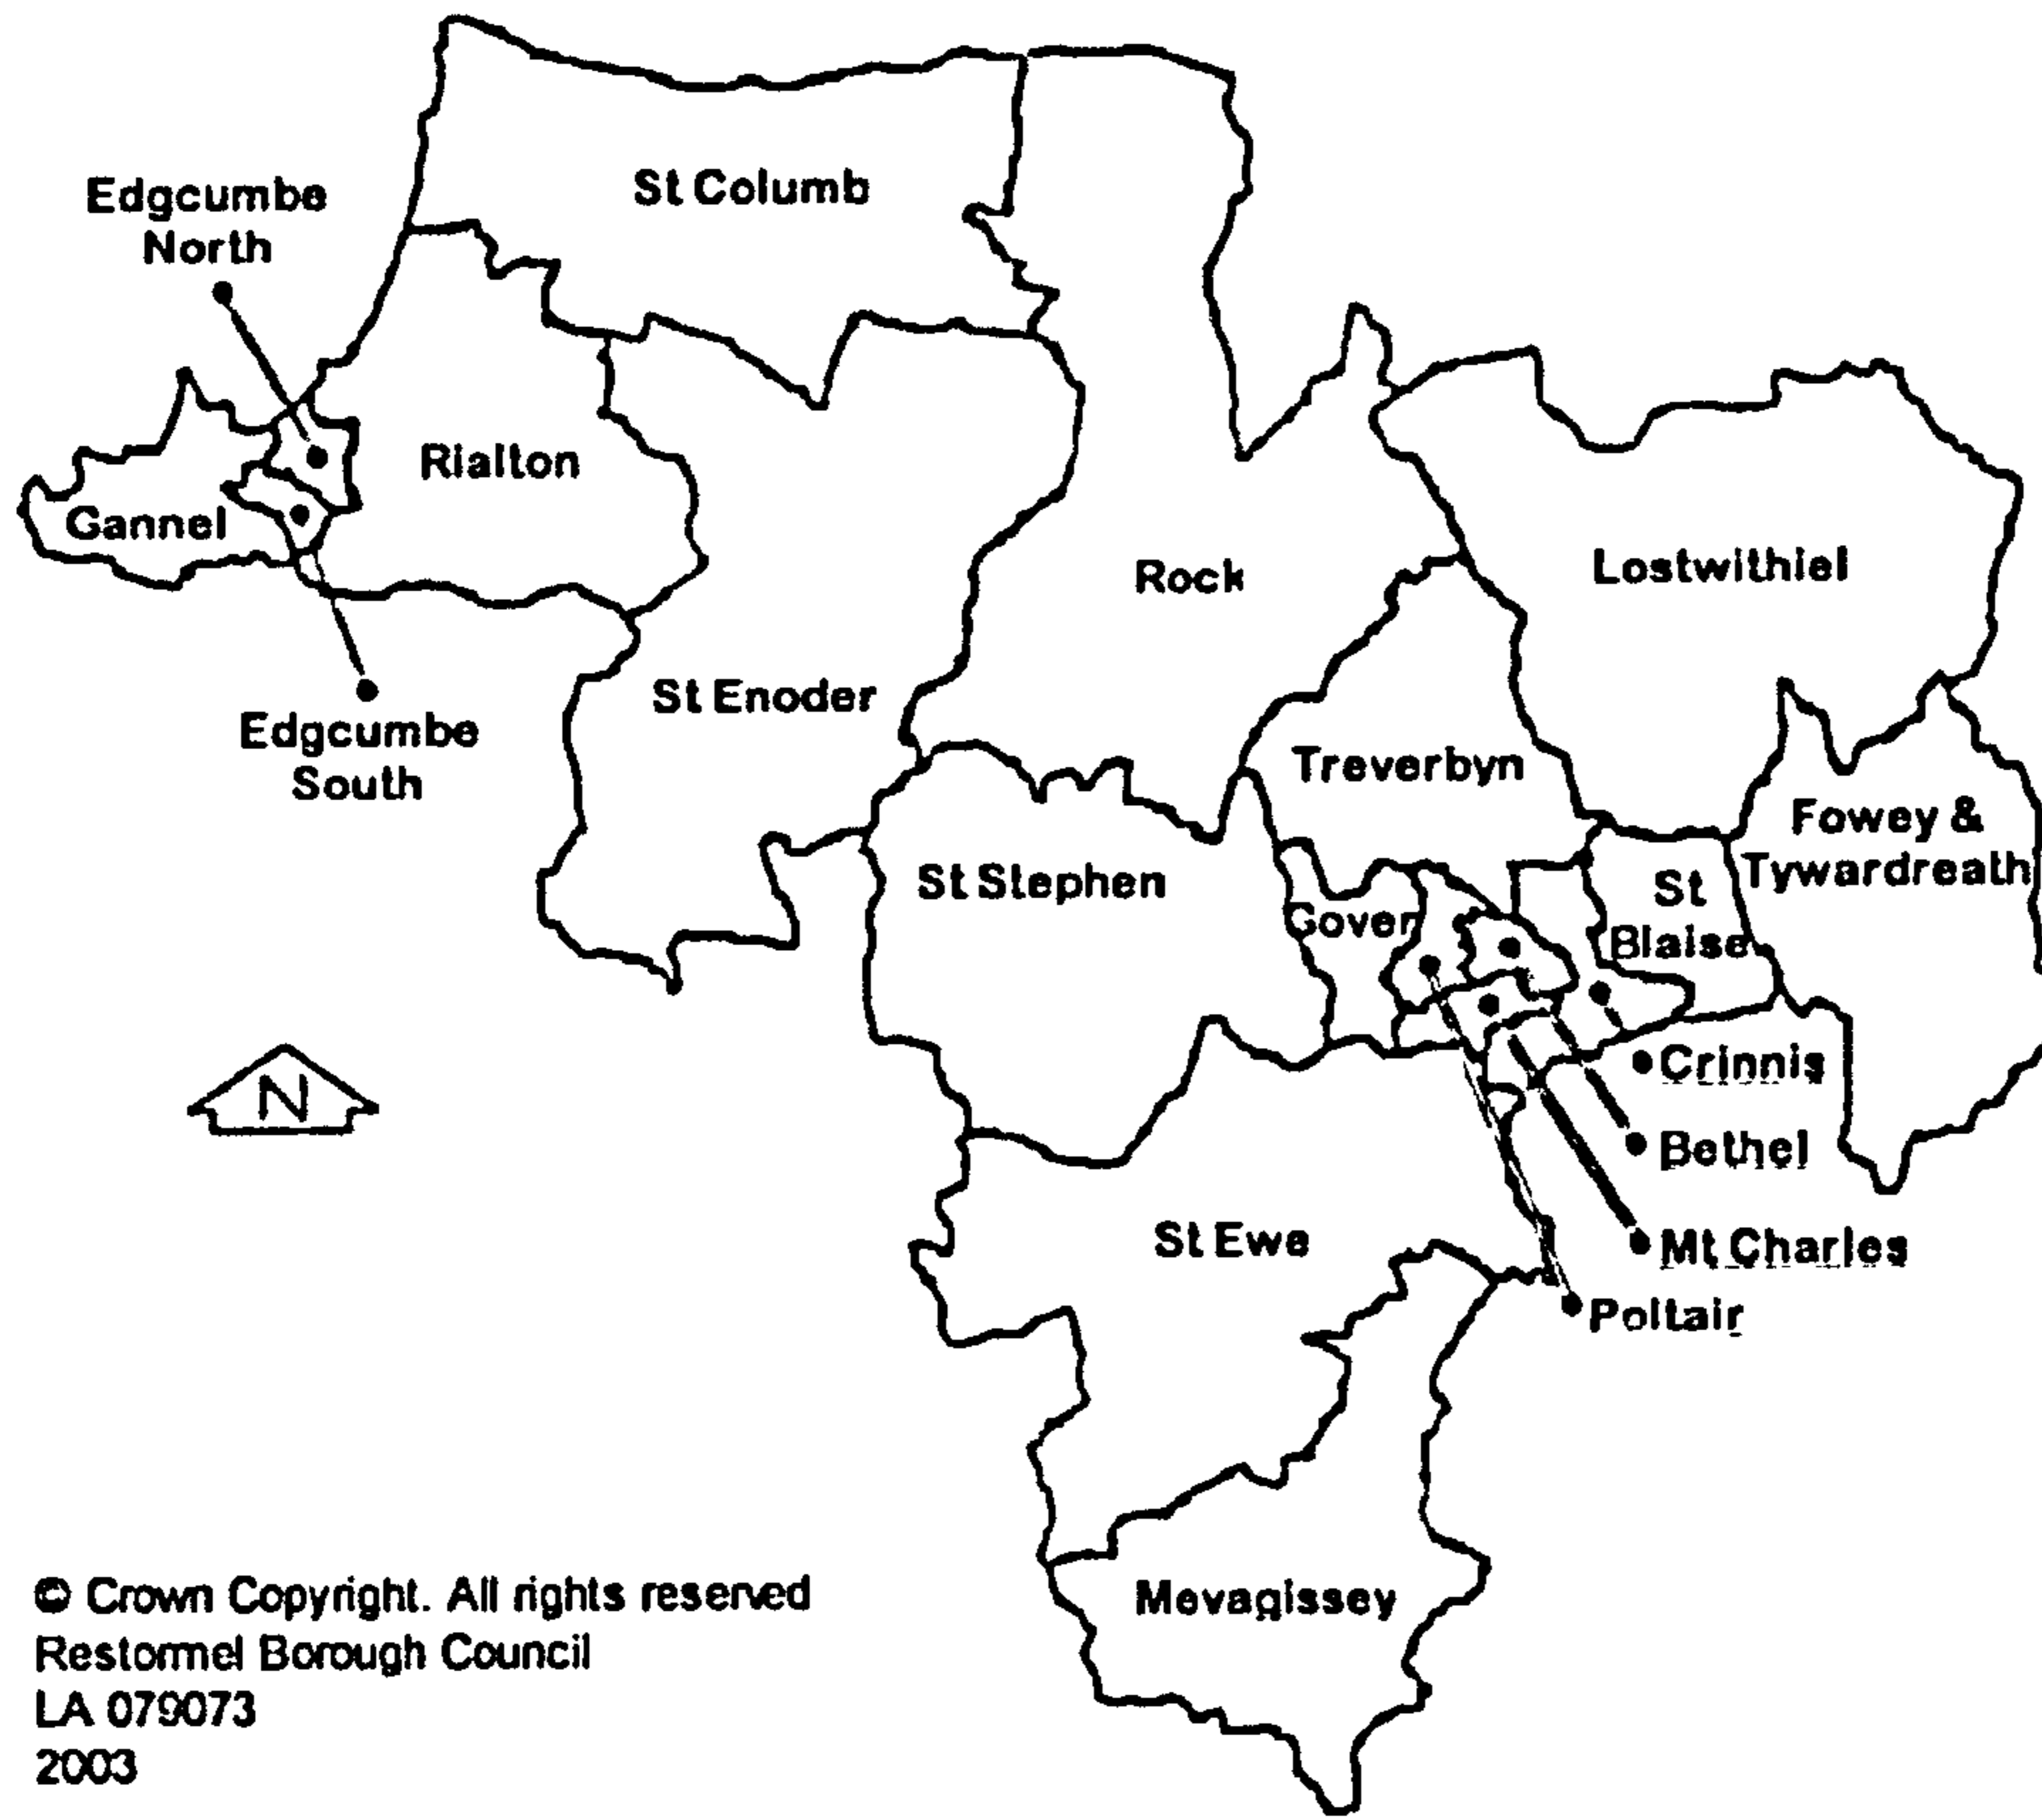 St Columb
Edgcumbe
North
Rialton
Gannel
Rock
Lostwithiel
St Enoder
Edgcumbe
South
Treverbyn
Fowey &
Tywardreath
St Stephen
St
Blaise
Gover
N
Crinnis
Bethel
St Ewe
Mt Charles
Poltair
Mevagissey
© Crown Copyright. All rights reserved
Restormel Borough Council
LA 079073
2003